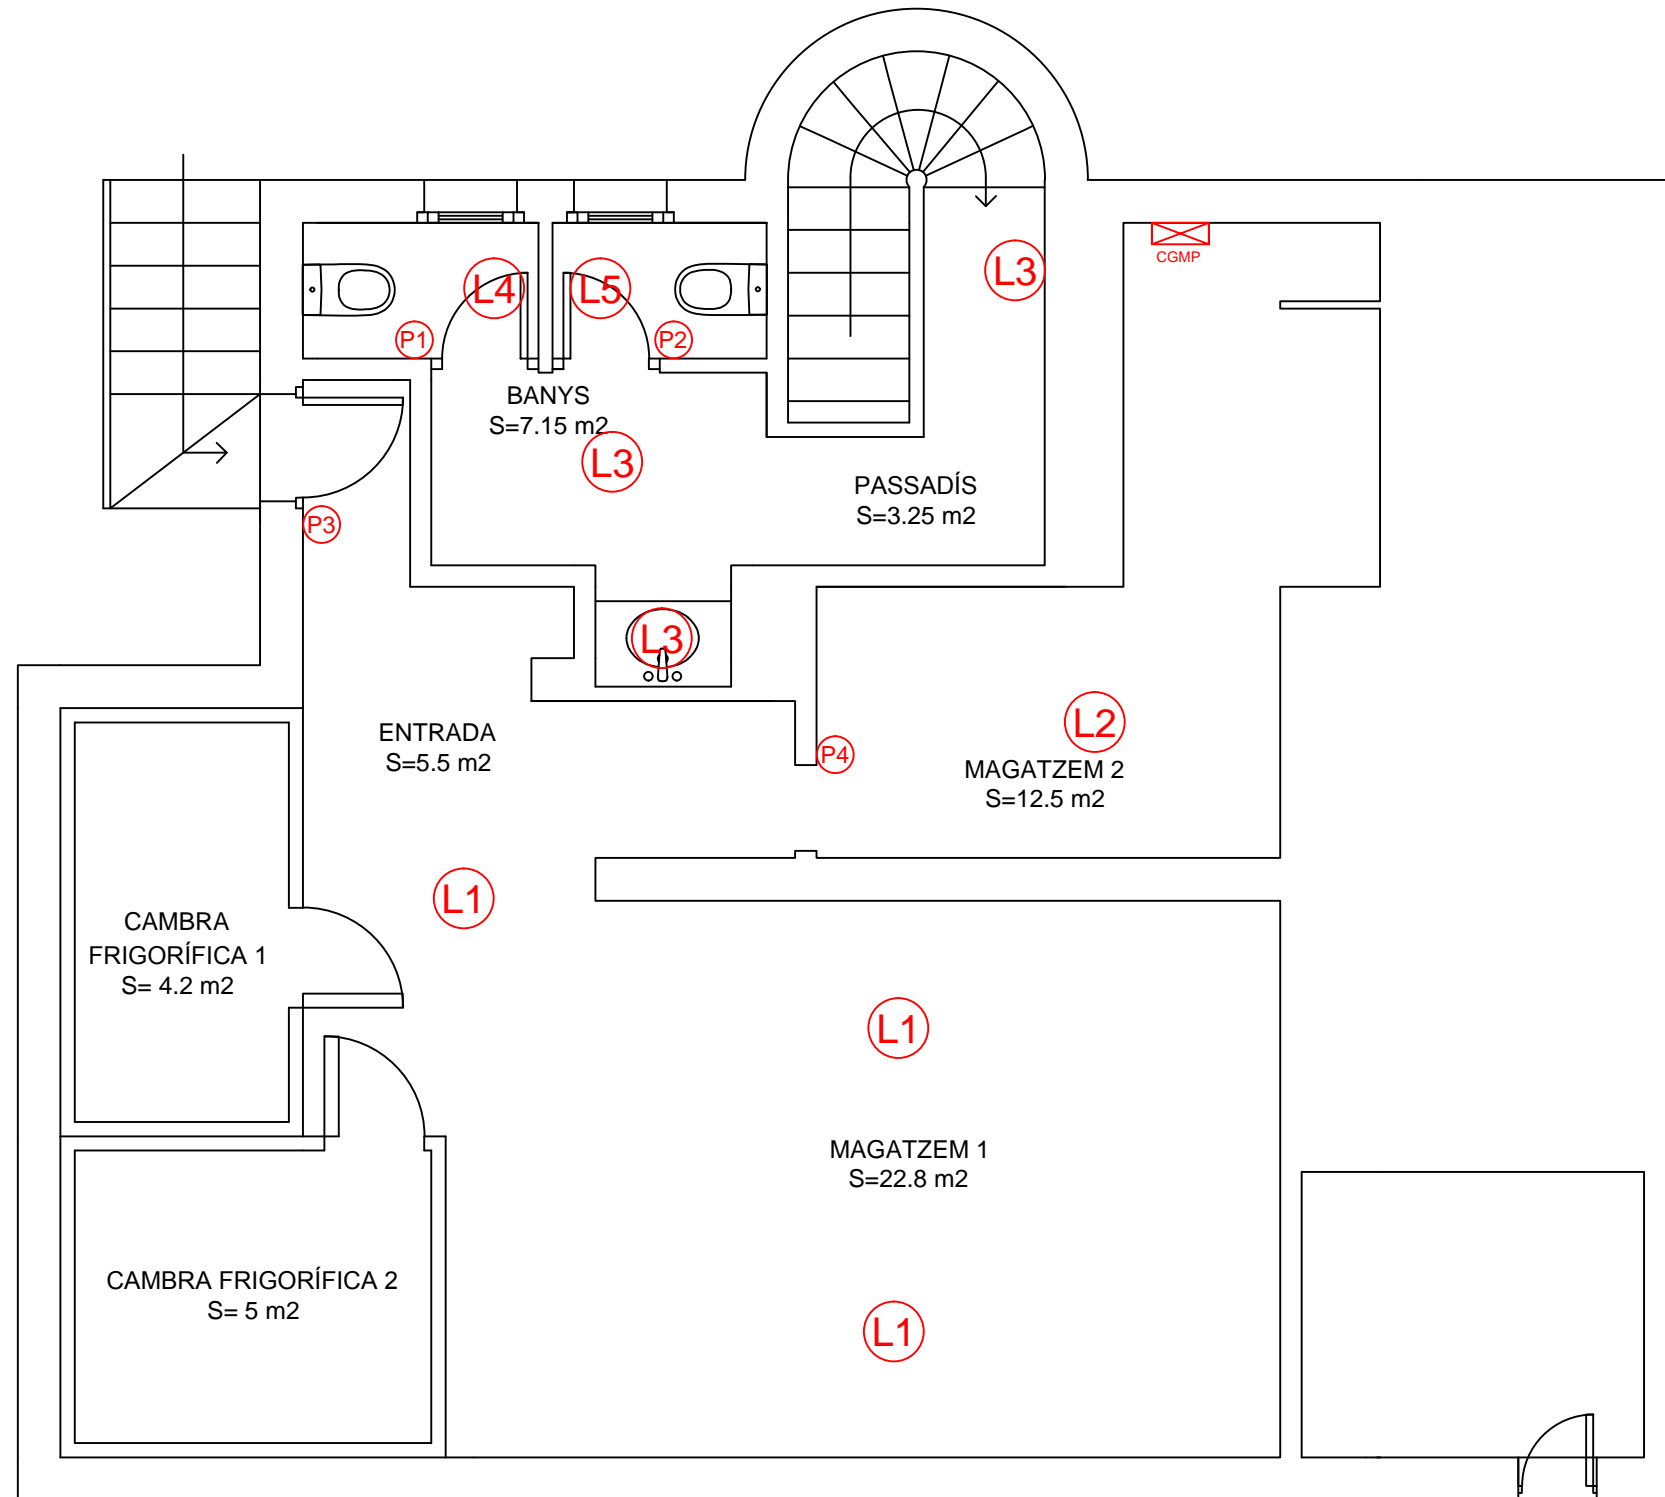 CGMP
L3
L4
L5
P1
P2
BANYS
S=7.15 m2
L3
PASSADÍS
S=3.25 m2
P3
L3
L2
ENTRADA
S=5.5 m2
P4
MAGATZEM 2
S=12.5 m2
L1
CAMBRA
FRIGORÍFICA 1
S= 4.2 m2
L1
MAGATZEM 1
S=22.8 m2
CAMBRA FRIGORÍFICA 2
S= 5 m2
L1